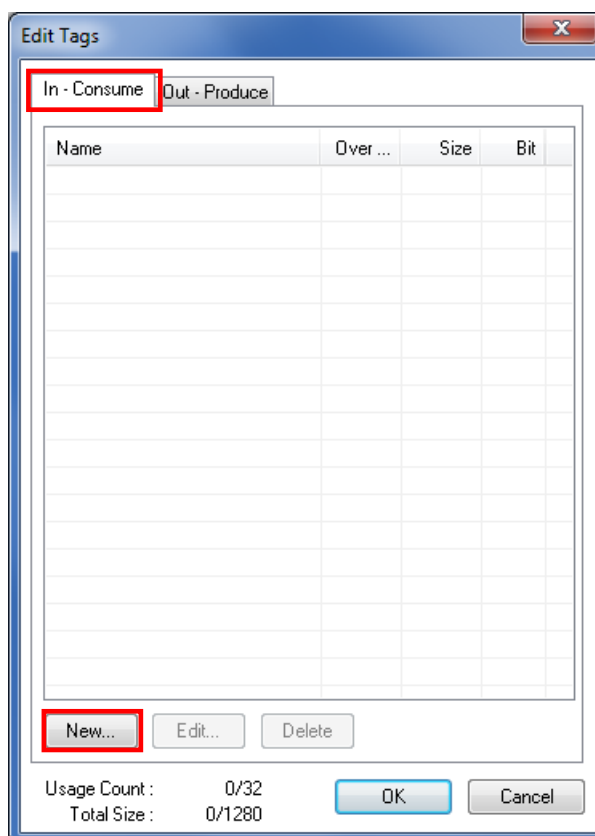 Edit Tags
In - Consume Out - Produce
Name Over ... Size Bit
New... Edit... Delete
Usage Count : 0/32
Total Size : 0/1280
OK Cancel